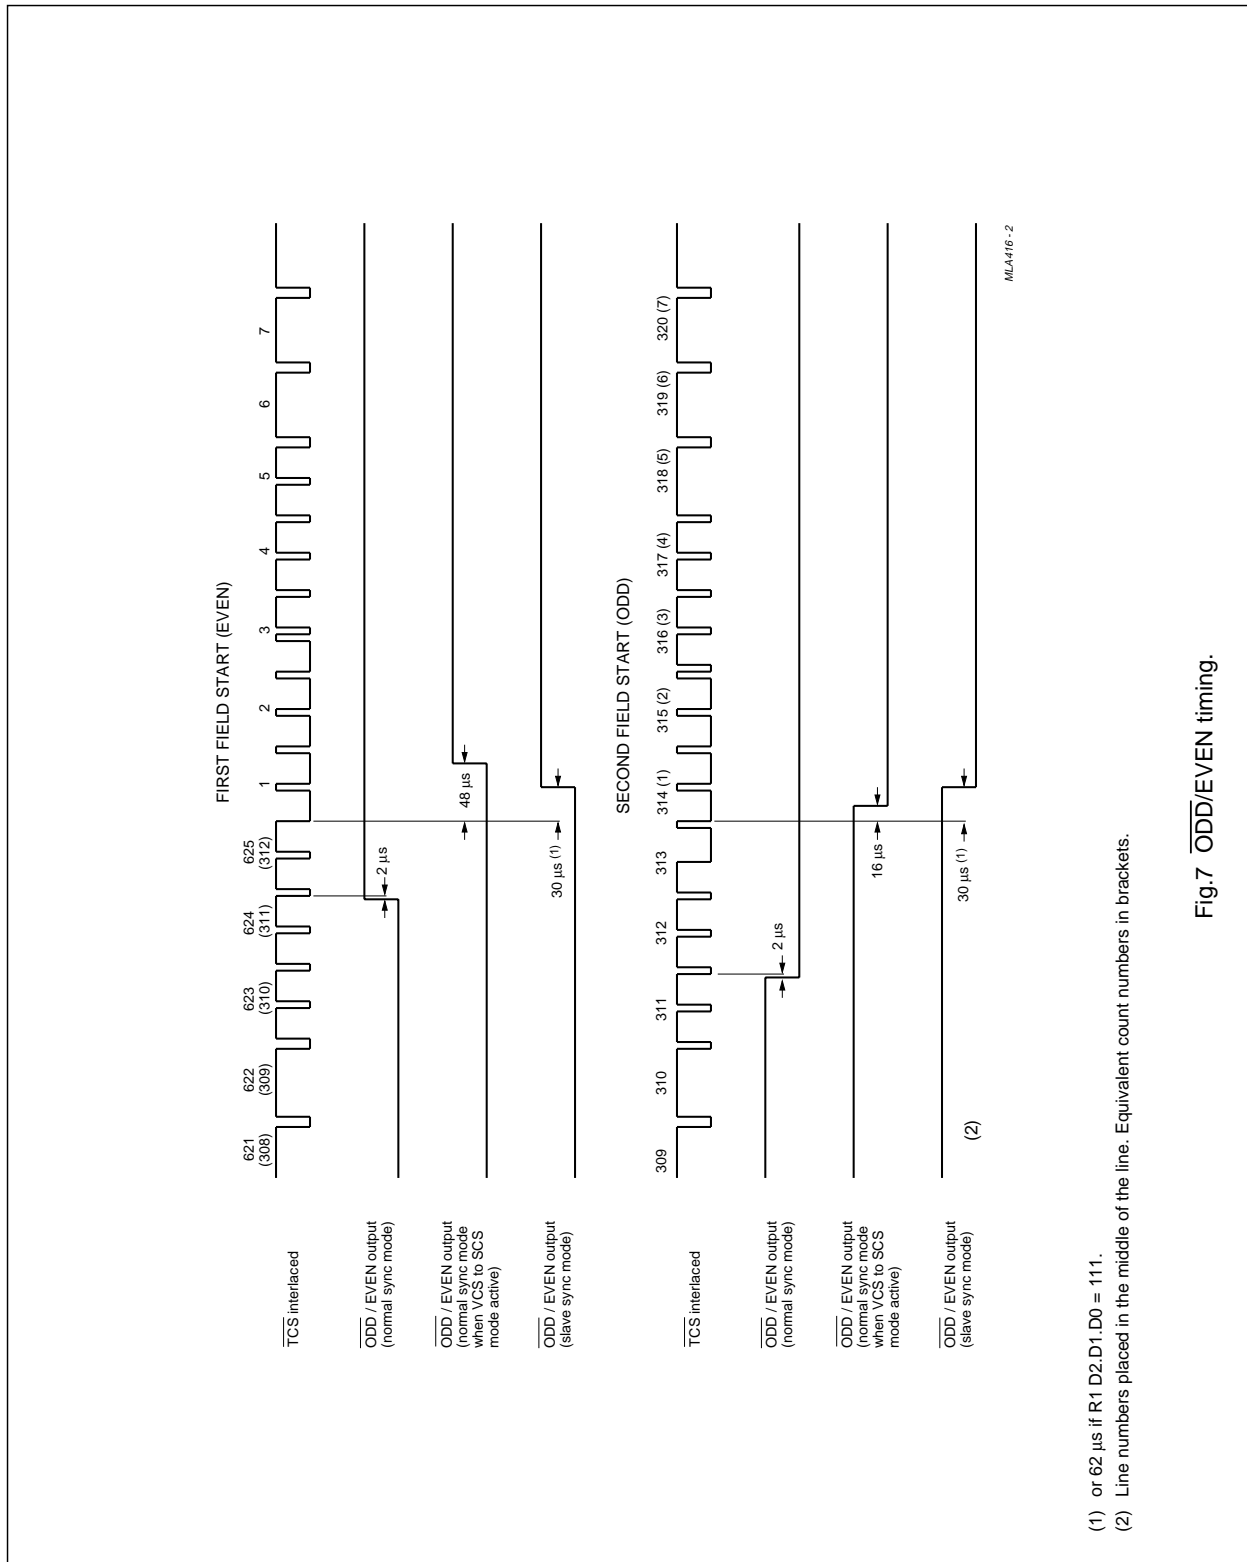 FIRST FIELD START (EVEN)
621 622 623 624 625 1 2 3 4 5 6 7
(308) (309) (310) (311) (312)
TCS interlaced
ODD / EVEN output
(normal sync mode)
2 µs
ODD / EVEN output
(normal sync mode
when VCS to SCS
mode active)
48 µs
ODD / EVEN output
(slave sync mode)
30 µs (1)
SECOND FIELD START (ODD)
309 310 311 312 313 314 (1) 315 (2) 316 (3) 317 (4) 318 (5) 319 (6) 320 (7)
TCS interlaced
ODD / EVEN output
(normal sync mode)
2 µs
ODD / EVEN output
(normal sync mode
when VCS to SCS
mode active)
16 µs
ODD / EVEN output
(slave sync mode)
30 µs (1)
(2)
MLA416 - 2
(1) or 62 µs if R1 D2.D1.D0 = 111.
(2) Line numbers placed in the middle of the line. Equivalent count numbers in brackets.
Fig.7 ODD/EVEN timing.